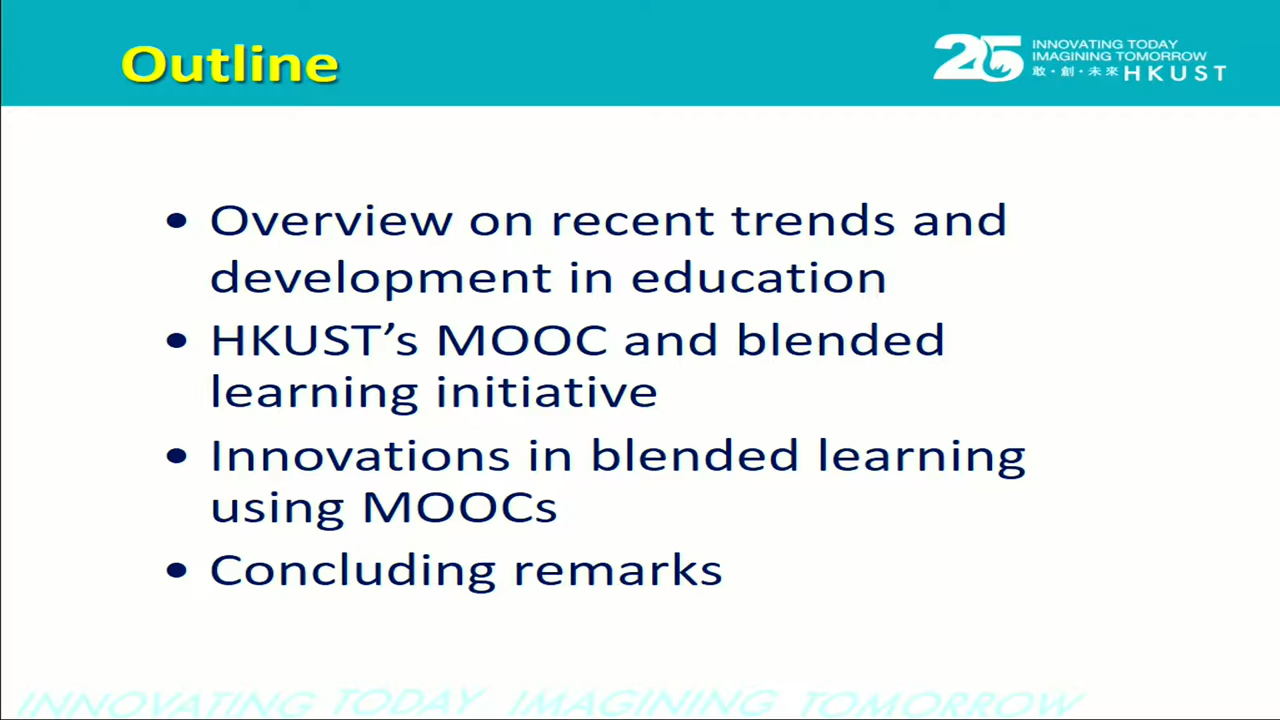 Outline
25
INNOVATING TODAY
IMAGINING TOMORROW
敢·創·未來 HKUST
• Overview on recent trends and
development in education
• HKUST’s MOOC and blended
learning initiative
• Innovations in blended learning
using MOOCs
• Concluding remarks
INNOVATING TODAY IMAGINING TOMORROW